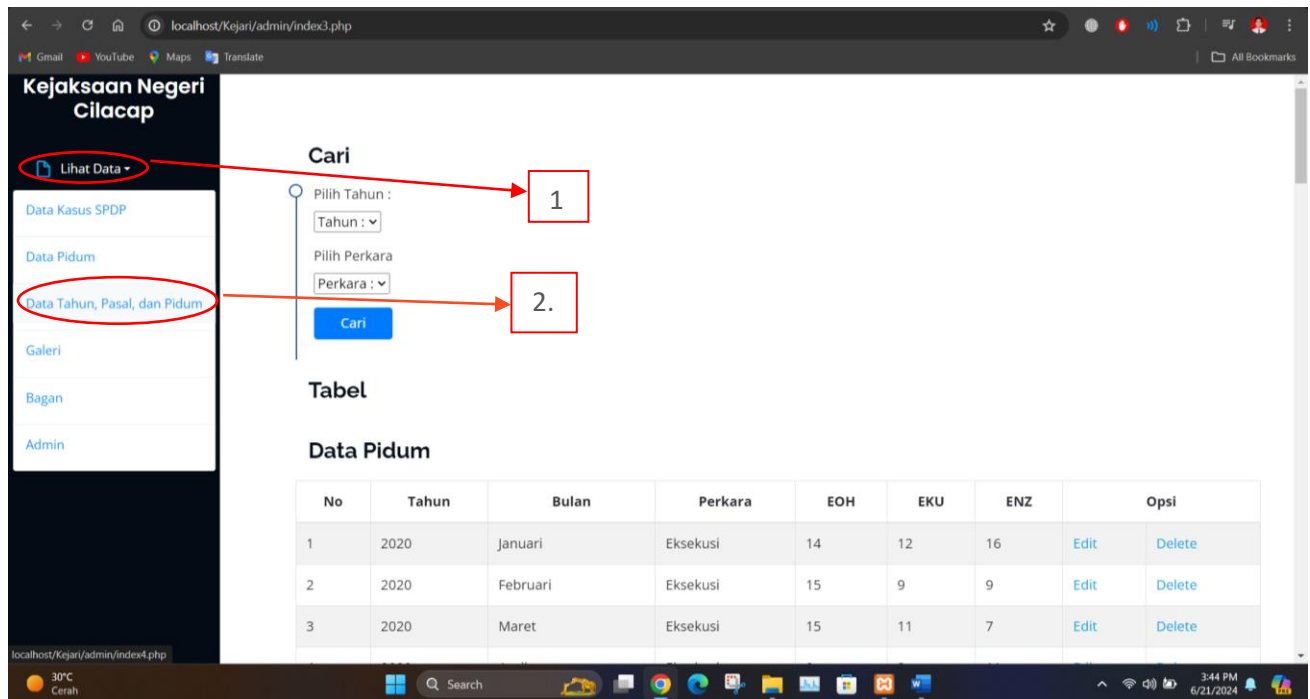 localhost/Kejari/admin/index3.php
Gmail YouTube Maps Translate All Bookmarks
Kejaksaan Negeri
Cilacap
Lihat Data
Data Kasus SPDP
Data Pidum
Data Tahun, Pasal, dan Pidum
Galeri
Bagan
Admin
Cari
Pilih Tahun :
Tahun :
Pilih Perkara
Perkara :
Cari
1
2.
Tabel
Data Pidum
No Tahun Bulan Perkara EOH EKU ENZ Opsi
1 2020 Januari Eksekusi 14 12 16 Edit Delete
2 2020 Februari Eksekusi 15 9 9 Edit Delete
3 2020 Maret Eksekusi 15 11 7 Edit Delete
localhost/Kejari/admin/index4.php
30°C
Cerah
Search
3:44 PM
6/21/2024